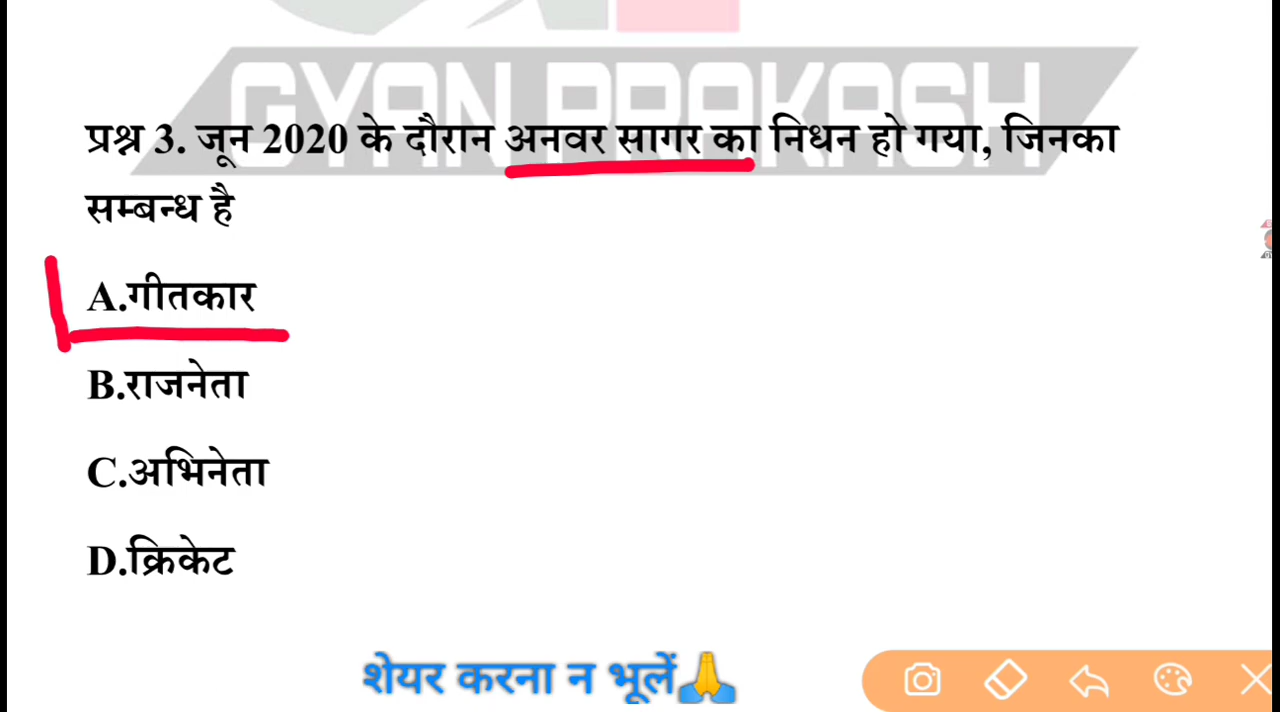 GYAN PRAKASH
प्रश्न 3. जून 2020 के दौरान अनवर सागर का निधन हो गया, जिनका
सम्बन्ध है
A.गीतकार
B.राजनेता
C.अभिनेता
D.क्रिकेट
शेयर करना न भूलें